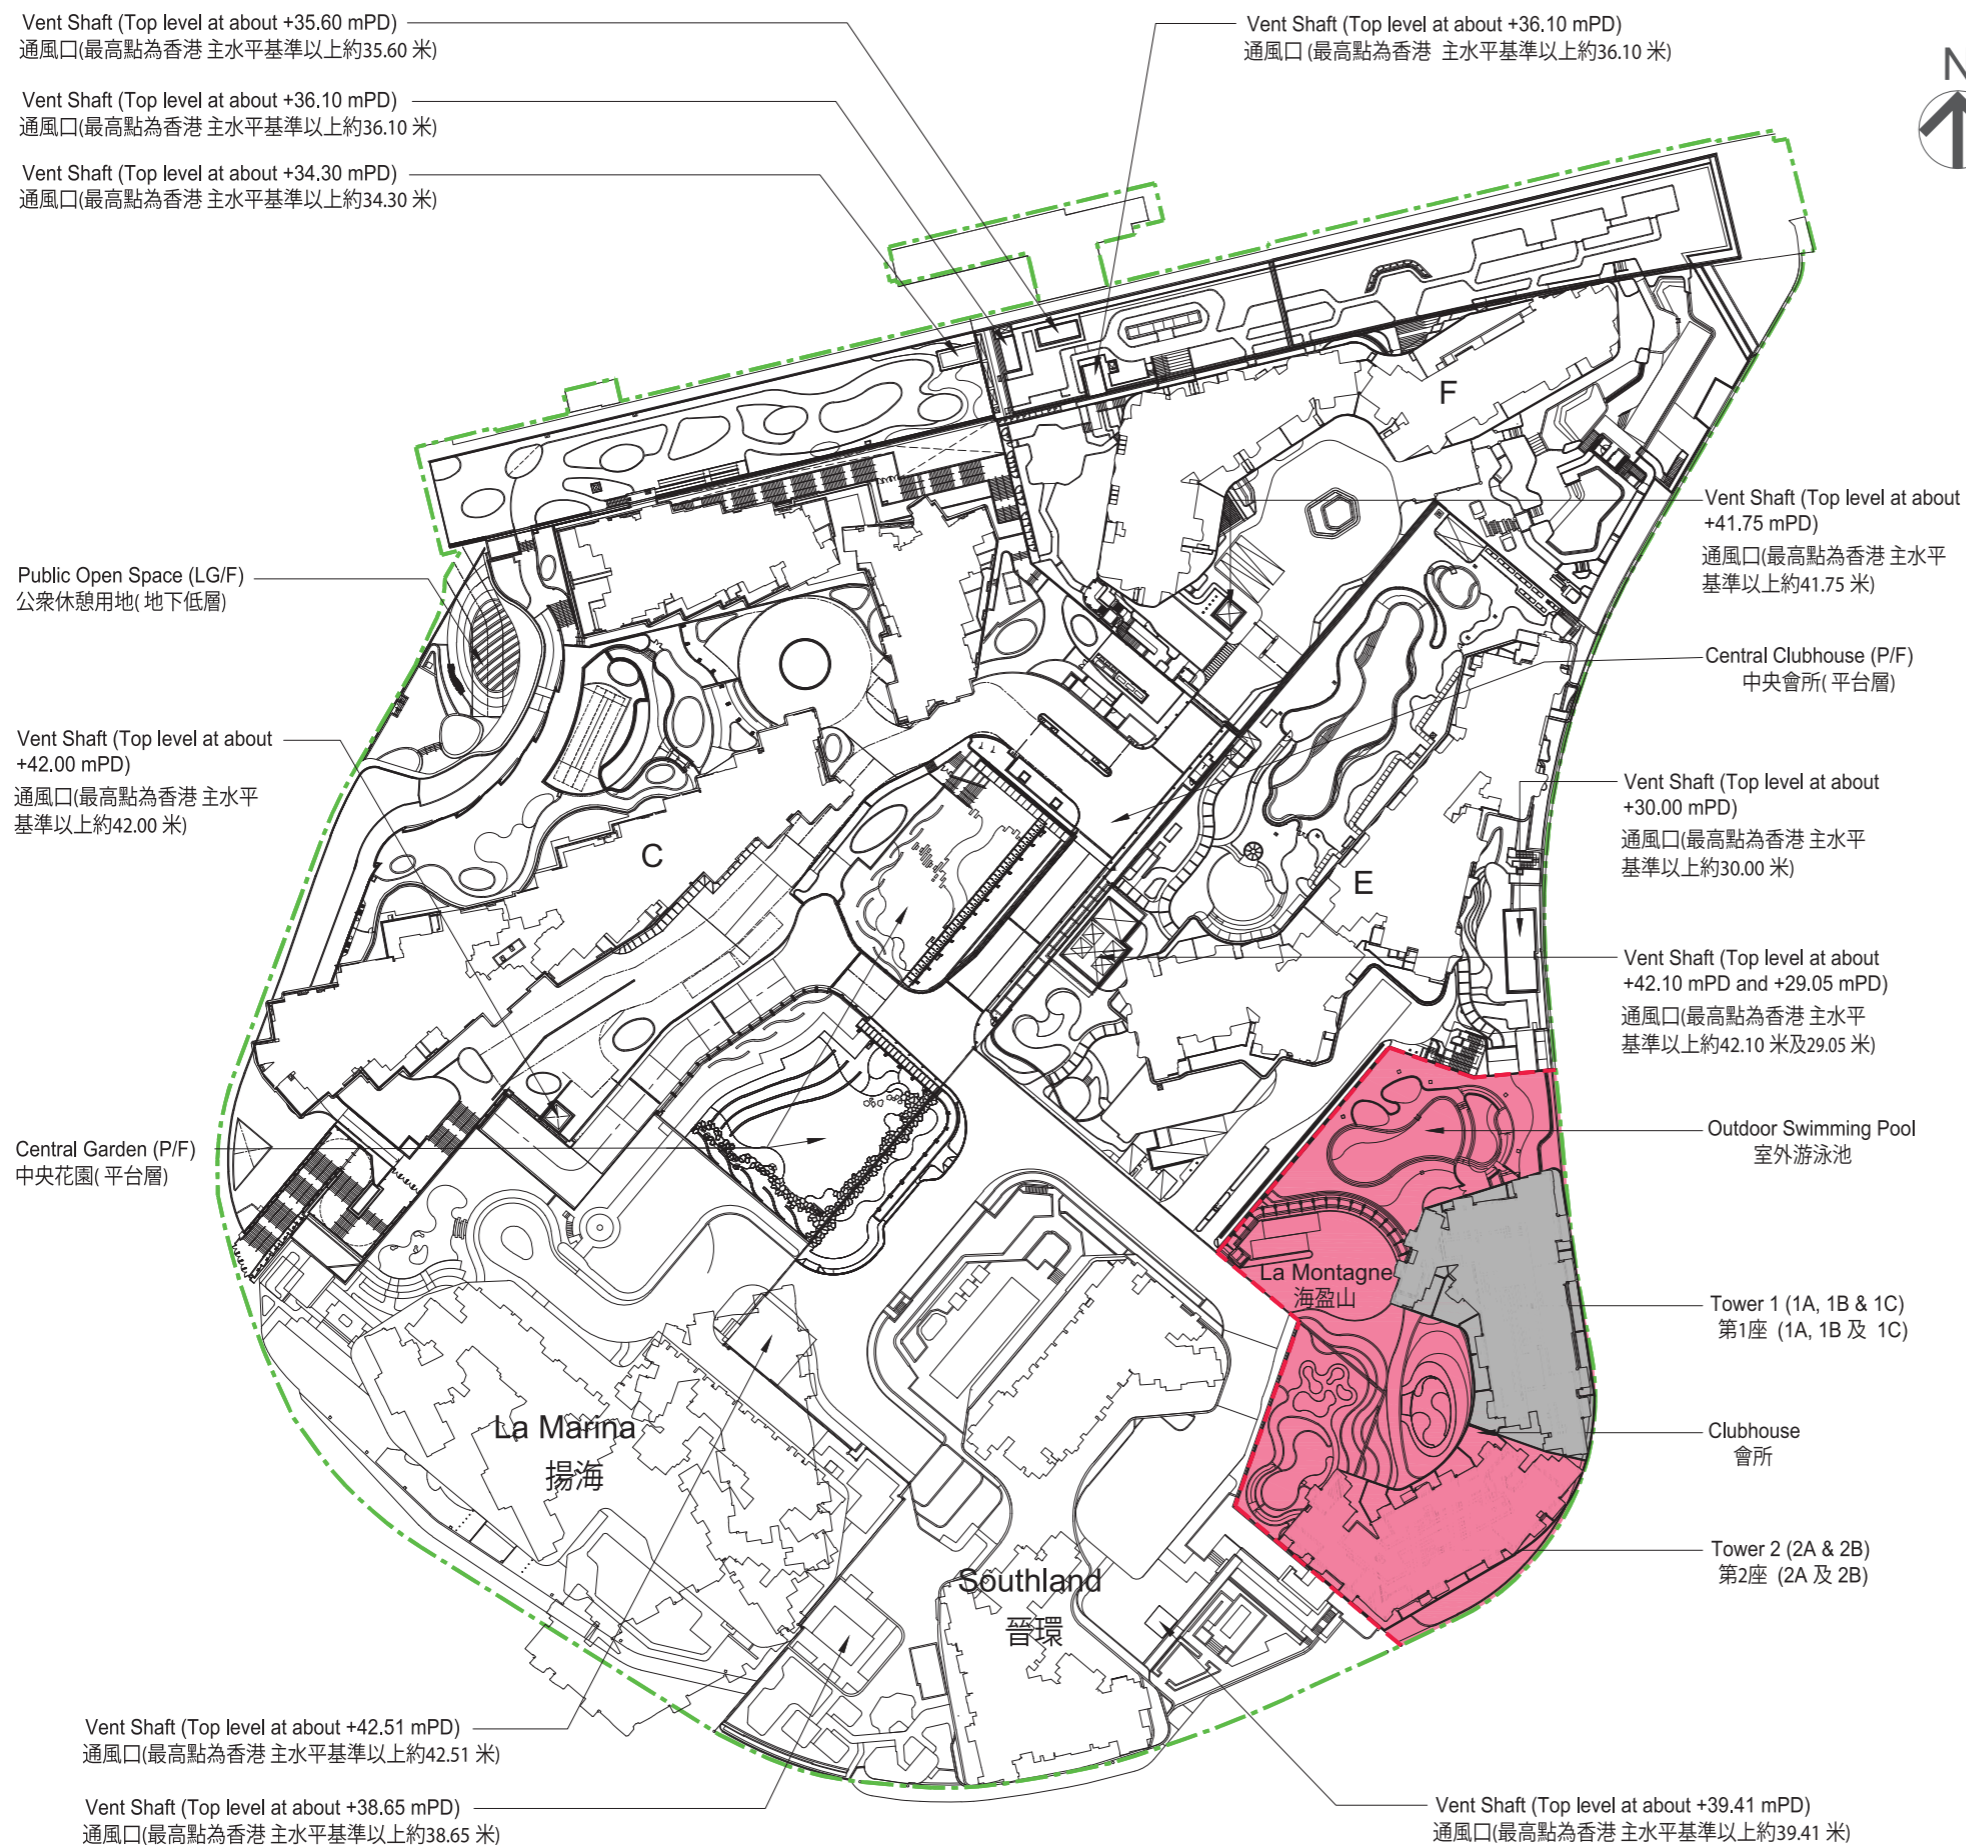 Vent Shaft (Top level at about +35.60 mPD)
通風口(最高點為香港 主水平基準以上約35.60 米)
Vent Shaft (Top level at about +36.10 mPD)
通風口(最高點為香港 主水平基準以上約36.10 米)
Vent Shaft (Top level at about +34.30 mPD)
通風口(最高點為香港 主水平基準以上約34.30 米)
Vent Shaft (Top level at about +36.10 mPD)
通風口 (最高點為香港 主水平基準以上約36.10 米)
N
F
Vent Shaft (Top level at about
+41.75 mPD)
通風口(最高點為香港 主水平
基準以上約41.75 米)
Public Open Space (LG/F)
公衆休憩用地( 地下低層)
Central Clubhouse (P/F)
中央會所( 平台層)
Vent Shaft (Top level at about
+42.00 mPD)
通風口(最高點為香港 主水平
基準以上約42.00 米)
Vent Shaft (Top level at about
+30.00 mPD)
通風口(最高點為香港 主水平
基準以上約30.00 米)
C
E
Vent Shaft (Top level at about
+42.10 mPD and +29.05 mPD)
通風口(最高點為香港 主水平
基準以上約42.10 米及29.05 米)
Outdoor Swimming Pool
室外游泳池
Central Garden (P/F)
中央花園( 平台層)
La Montagne
海盈山
Tower 1 (1A, 1B & 1C)
第1座 (1A, 1B 及 1C)
La Marina
揚海
Clubhouse
會所
Tower 2 (2A & 2B)
第2座 (2A 及 2B)
Southland
晉環
Vent Shaft (Top level at about +42.51 mPD)
通風口(最高點為香港 主水平基準以上約42.51 米)
Vent Shaft (Top level at about +38.65 mPD)
通風口(最高點為香港 主水平基準以上約38.65 米)
Vent Shaft (Top level at about +39.41 mPD)
通風口(最高點為香港 主水平基準以上約39.41 米)